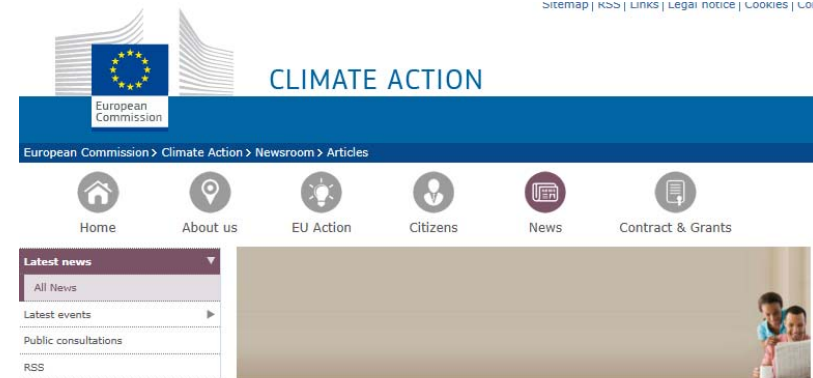 Sitemap | RSS | Links | Legal notice | Cookies |
European
Commission
CLIMATE ACTION
European Commission > Climate Action > Newsroom > Articles
Home About us EU Action Citizens News Contract & Grants
Latest news
All News
Latest events
Public consultations
RSS